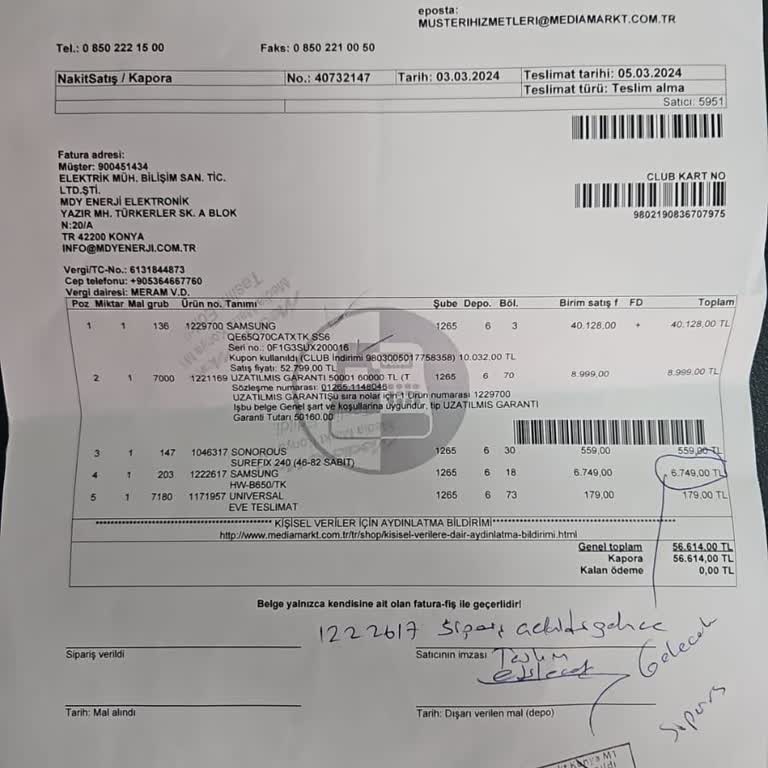 eposta:
MUSTERIHIZMETLERI@MEDIAMARKT.COM.TR
Tel.: 0 850 222 15 00 Faks: 0 850 221 00 50
NakitSatış / Kapora No.: 40732147 Tarih: 03.03.2024 Teslimat tarihi: 05.03.2024
Teslimat türü: Teslim alma
Satici: 5951
Fatura adresi:
Müşter: 900451434
ELEKTRİK MÜH. BİLİŞİM SAN. TİC.
LTD.ŞTİ.
MDY ENERJİ ELEKTRONİK
YAZIR MH. TÜRKERLER SK. A BLOK
N:20/A
TR 42200 KONYA
INFO@MDYENERJI.COM.TR
CLUB KART NO
9802190836707975
Vergi/TC-No.: 6131844873
Cep telefonu: +905364667760
Vergi dairesi: MERAM V.D.
Poz Miktar Mal grub Ürün no. Tanımı Şube Depo. Böl. Birim satış f FD Toplam
1 1 136 1229700 SAMSUNG 1265 6 3 40.128,00 + 40.128,00 TL
QE65Q70CATXTK SS6
Seri no.: 0F1G3SUX200016
Kupon kullanıldı (CLUB İndirimi 9803005017758358) 10.032,00 TL
Satış fiyatı: 52.799,00 TL
2 1 7000 1221169 UZATILMIS GARANTI 50001 60000 TL (T 1265 6 70 8.999,00 8.999,00 TL
Sözleşme numarası: 01265.1148046
UZATILMIS GARANTİŞü sıra nolar için 1 Ürün numarası 1229700
Işbu belge Genel şart ve koşullarına uygundur, tip UZATILMIS GARANTI
Garanti Tutarı 50160.00
3 1 147 1046317 SONOROUS 1265 6 30 559,00 559,00 TL
SUREFIX 240 (46-82 SABIT)
4 1 203 1222617 SAMSUNG 1265 6 18 6.749,00 6.749,00 TL
HW-B650/TK
5 1 7180 1171957 UNIVERSAL 1265 6 73 179,00 179,00 TL
EVE TESLIMAT
KIŞISEL VERILER İÇİN AYDINLATMA BİLDİRİMİ
http://www.mediamarkt.com.tr/tr/shop/kisisel-verilere-dair-aydinlatma-bildirimi.html
Genel toplam 56.614,00 TL
Kapora 56.614,00 TL
Kalan ödeme 0,00 TL
Belge yalnızca kendisine ait olan fatura-fiş ile geçerlidir!
1222617 Sipariş
Gelecek
Sipariş verildi Satıcının imzası Teslim
edilecek
Sipariş
Tarih: Mal alındı Tarih: Dışarı verilen mal (depo)
Konya M1